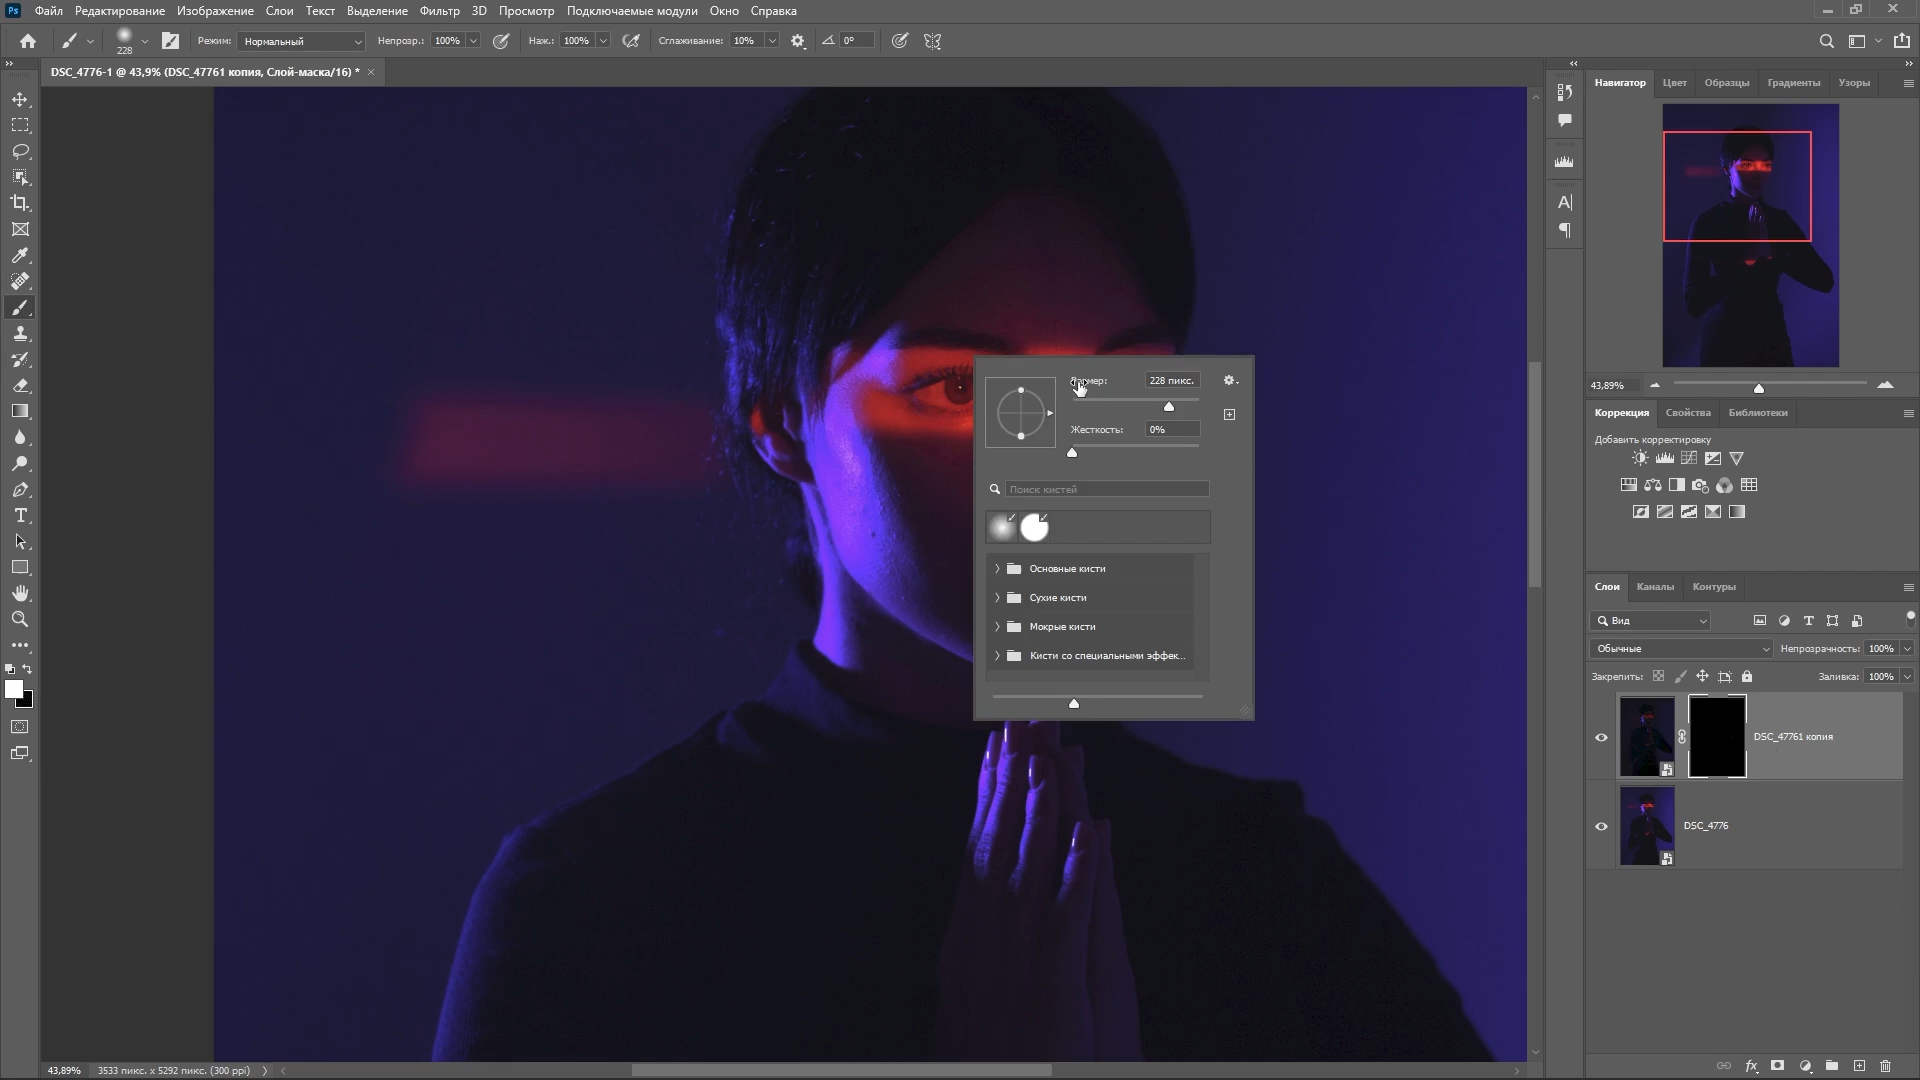 Ps Файл Редактирование Изображение Слои Текст Выделение Фильтр 3D Просмотр Подключаемые модули Окно Справка
228 Режим: Нормальный Непрозр.: 100% Наж.: 100% Сглаживание: 10% 0°
DSC_4776-1 @ 43,9% (DSC_47761 копия, Слой-маска/16) * ×
Навигатор Цвет Образцы Градиенты Узоры
43,89%
Коррекция Свойства Библиотеки
Добавить корректировку
Размер: 228 пикс.
Жесткость: 0%
Поиск кистей
Основные кисти
Сухие кисти
Мокрые кисти
Кисти со специальными эффек...
Слои Каналы Контуры
Вид
Обычные Непрозрачность: 100%
Закрепить: Заливка: 100%
DSC_47761 копия
DSC_4776
43,89% 3533 пикс. x 5292 пикс. (300 ppi)